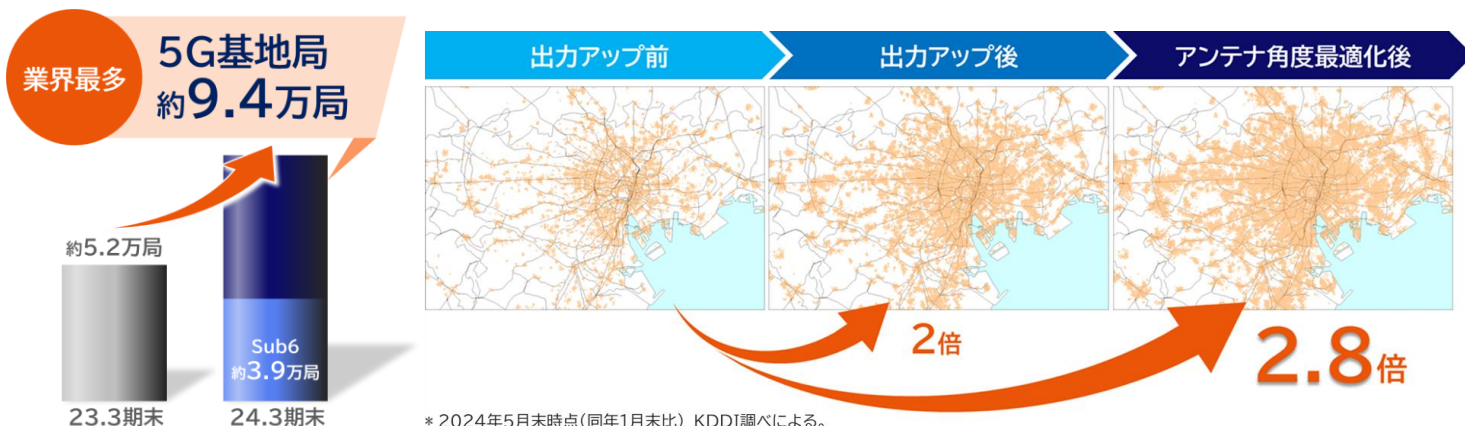 業界最多
5G基地局
約9.4万局
約5.2万局
Sub6
約3.9万局
23.3期末
24.3期末
出力アップ前
出力アップ後
アンテナ角度最適化後
2倍
2.8倍
* 2024年5月末時点(同年1月末比) KDDI調べによる。